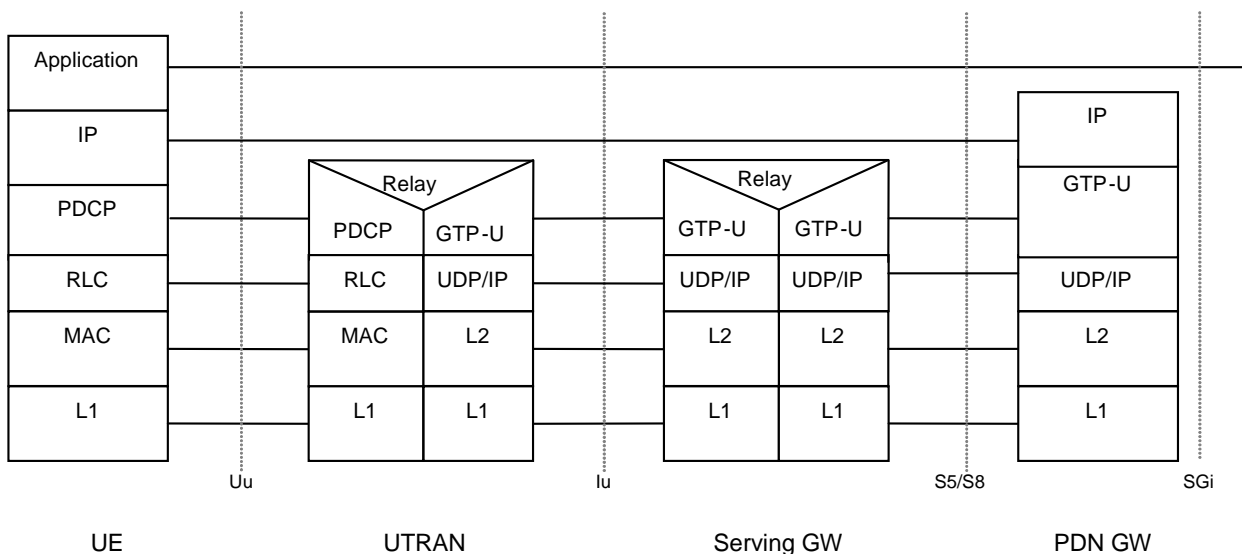 Application
IP
IP
Relay
Relay
GTP-U
PDCP
PDCP
GTP-U
GTP-U
GTP-U
RLC
RLC
UDP/IP
UDP/IP
UDP/IP
UDP/IP
MAC
MAC
L2
L2
L2
L2
L1
L1
L1
L1
L1
L1
Uu
Iu
S5/S8
SGi
UE
UTRAN
Serving GW
PDN GW